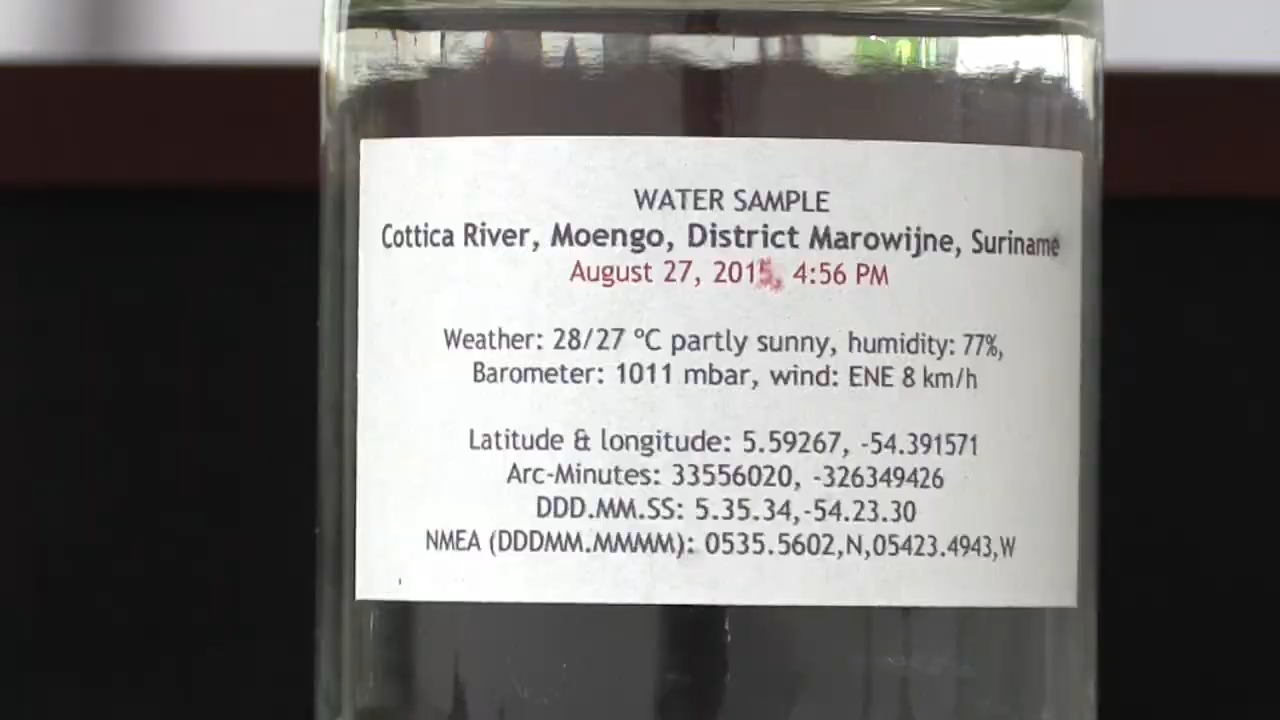 WATER SAMPLE
Cottica River, Moengo, District Marowijne, Suriname
August 27, 2015, 4:56 PM
Weather: 28/27 ºC partly sunny, humidity: 77%,
Barometer: 1011 mbar, wind: ENE 8 km/h
Latitude & longitude: 5.59267, -54.391571
Arc-Minutes: 33556020, -326349426
DDD.MM.SS: 5.35.34,-54.23.30
NMEA (DDDMM.MMMM): 0535.5602,N,05423.4943,W